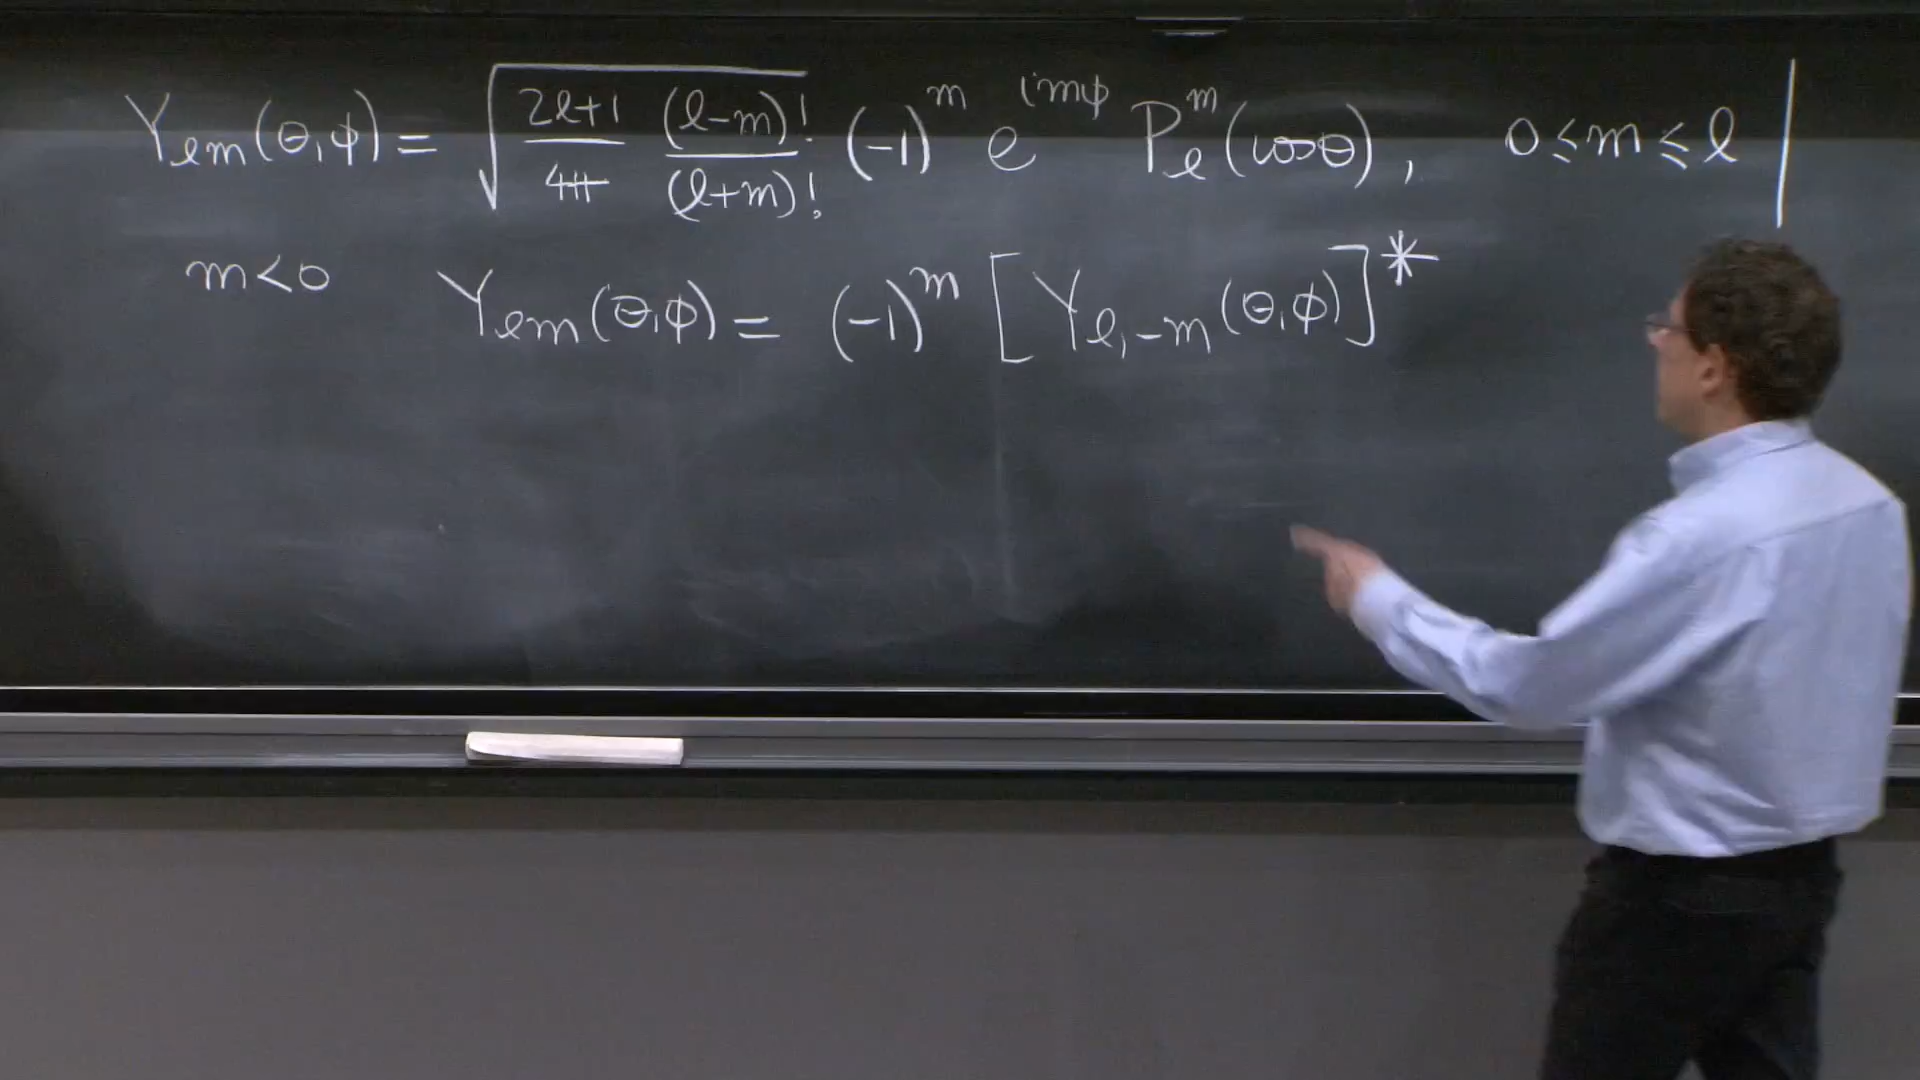 Yℓm(θ,φ) = √((2ℓ+1)/(4π) (ℓ-m)!/(ℓ+m)!) (-1)^m e^{imφ} P_ℓ^m(cosθ), 0 ≤ m ≤ ℓ
m<0 Yℓm(θ,φ) = (-1)^m [Yℓ,-m(θ,φ)]*